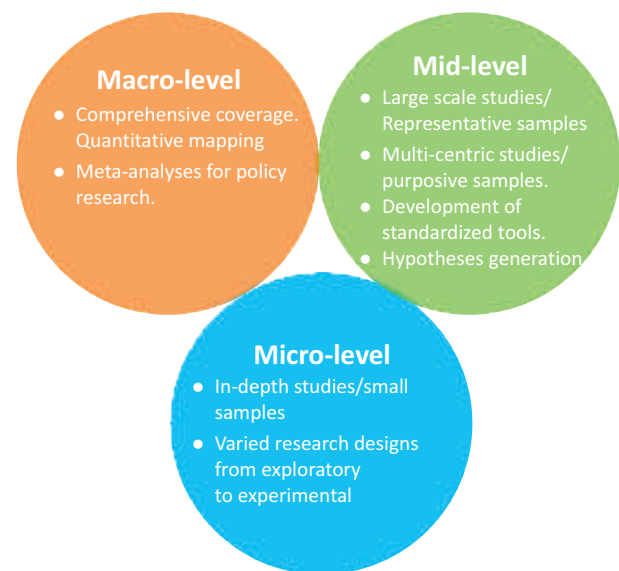 Macro-level
● Comprehensive coverage.
Quantitative mapping
● Meta-analyses for policy
research.
Mid-level
● Large scale studies/
Representative samples
● Multi-centric studies/
purposive samples.
● Development of
standardized tools.
● Hypotheses generation
Micro-level
● In-depth studies/small
samples
● Varied research designs
from exploratory
to experimental